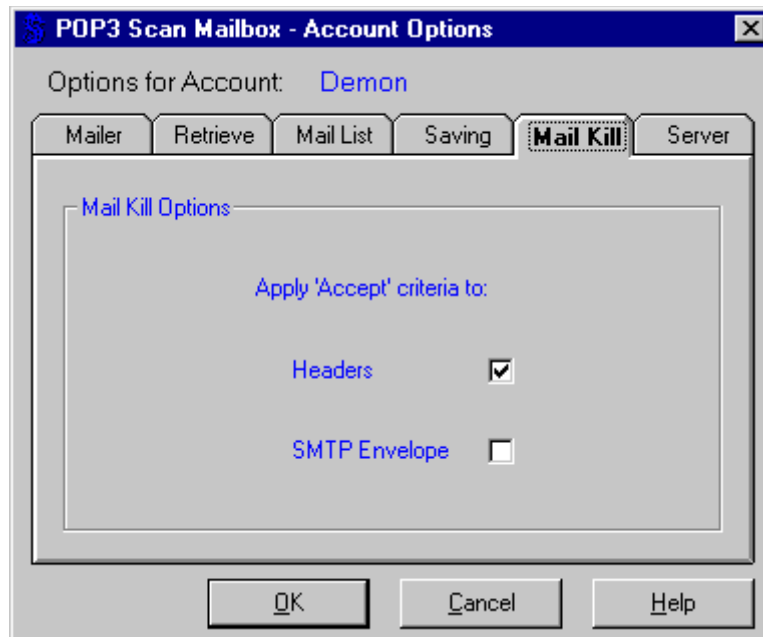 POP3 Scan Mailbox - Account Options
Options for Account: Demon
Mailer Retrieve Mail List Saving Mail Kill Server
Mail Kill Options
Apply 'Accept' criteria to:
Headers
SMTP Envelope
OK Cancel Help